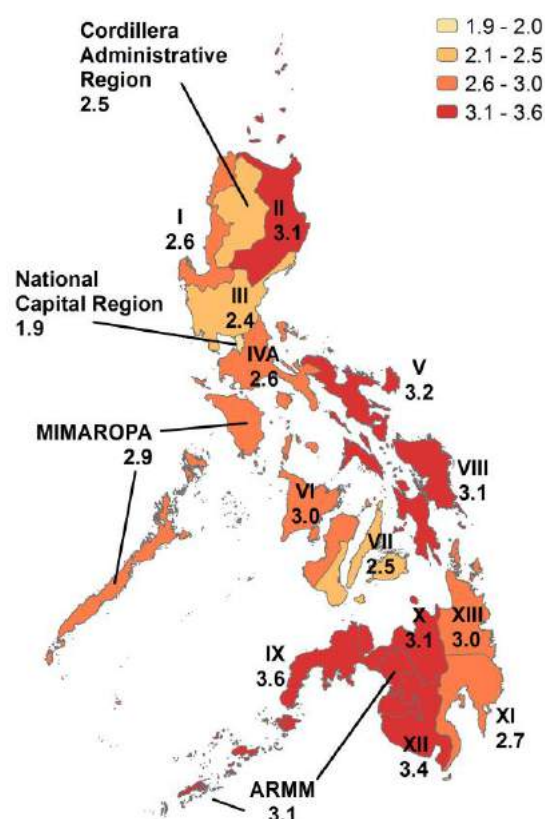 Cordillera
Administrative
Region
2.5
1.9 - 2.0
2.1 - 2.5
2.6 - 3.0
3.1 - 3.6
I
2.6
II
3.1
National
Capital Region
1.9
III
2.4
IVA
2.6
V
3.2
MIMAROPA
2.9
VIII
3.1
VI
3.0
VII
2.5
IX
3.6
X
3.1
XIII
3.0
XI
2.7
XII
3.4
ARMM
3.1